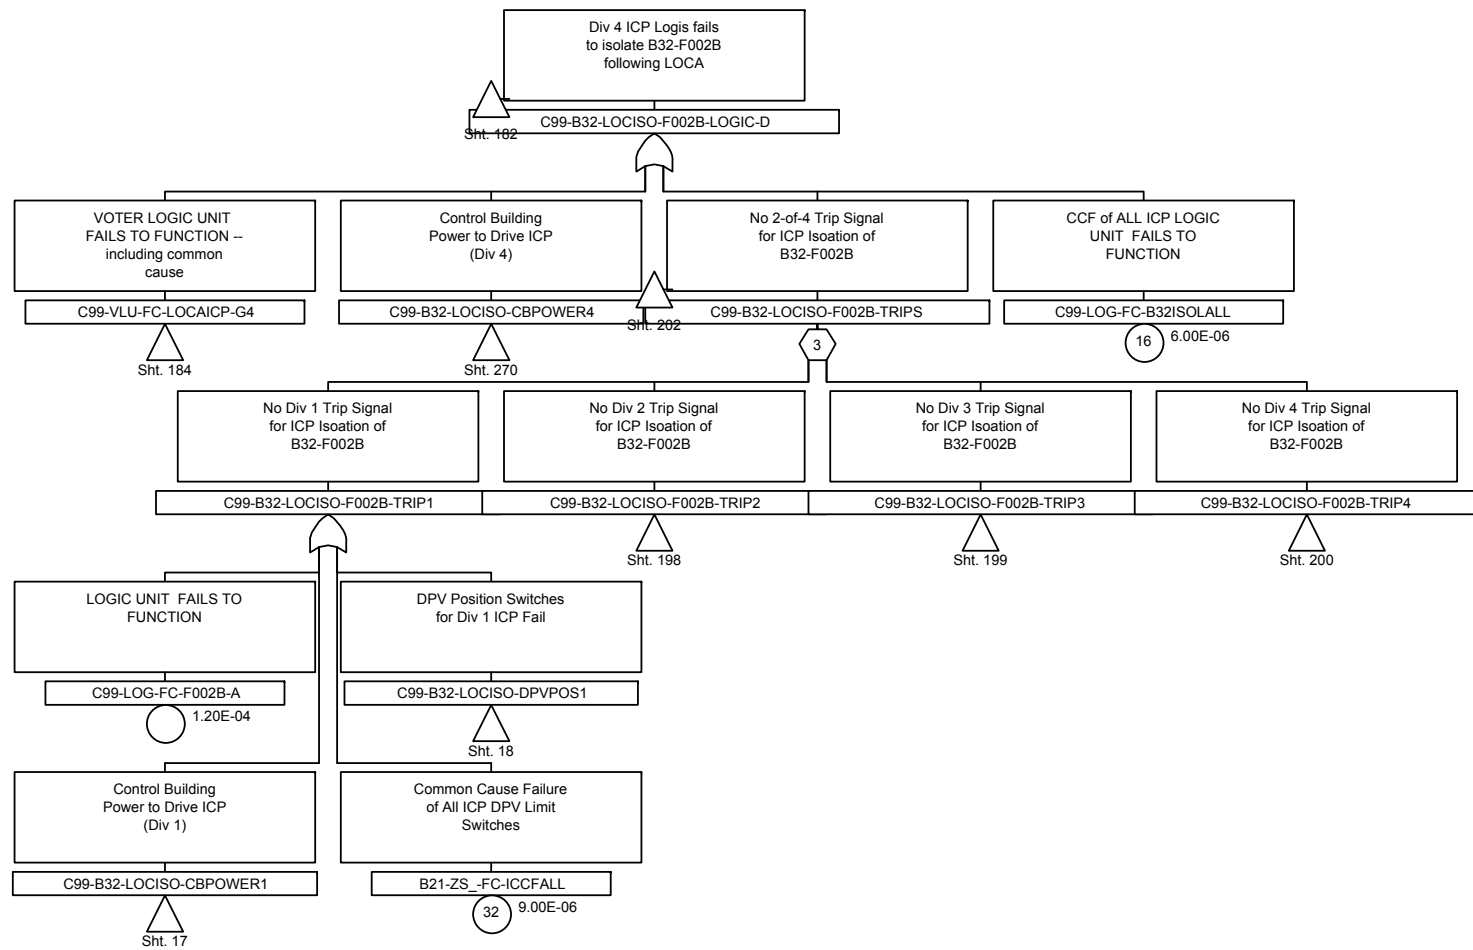 Div 4 ICP Logis fails
to isolate B32-F002B
following LOCA
Sht. 182
C99-B32-LOCISO-F002B-LOGIC-D
VOTER LOGIC UNIT
FAILS TO FUNCTION --
including common
cause
C99-VLU-FC-LOCAICP-G4
Sht. 184
Control Building
Power to Drive ICP
(Div 4)
C99-B32-LOCISO-CBPOWER4
Sht. 270
No 2-of-4 Trip Signal
for ICP Isoation of
B32-F002B
Sht. 202
C99-B32-LOCISO-F002B-TRIPS
3
CCF of ALL ICP LOGIC
UNIT  FAILS TO
FUNCTION
C99-LOG-FC-B32ISOLALL
16
6.00E-06
No Div 1 Trip Signal
for ICP Isoation of
B32-F002B
C99-B32-LOCISO-F002B-TRIP1
No Div 2 Trip Signal
for ICP Isoation of
B32-F002B
C99-B32-LOCISO-F002B-TRIP2
Sht. 198
No Div 3 Trip Signal
for ICP Isoation of
B32-F002B
C99-B32-LOCISO-F002B-TRIP3
Sht. 199
No Div 4 Trip Signal
for ICP Isoation of
B32-F002B
C99-B32-LOCISO-F002B-TRIP4
Sht. 200
LOGIC UNIT  FAILS TO
FUNCTION
C99-LOG-FC-F002B-A
1.20E-04
DPV Position Switches
for Div 1 ICP Fail
C99-B32-LOCISO-DPVPOS1
Sht. 18
Control Building
Power to Drive ICP
(Div 1)
C99-B32-LOCISO-CBPOWER1
Sht. 17
Common Cause Failure
of All ICP DPV Limit
Switches
B21-ZS_-FC-ICCFALL
32
9.00E-06